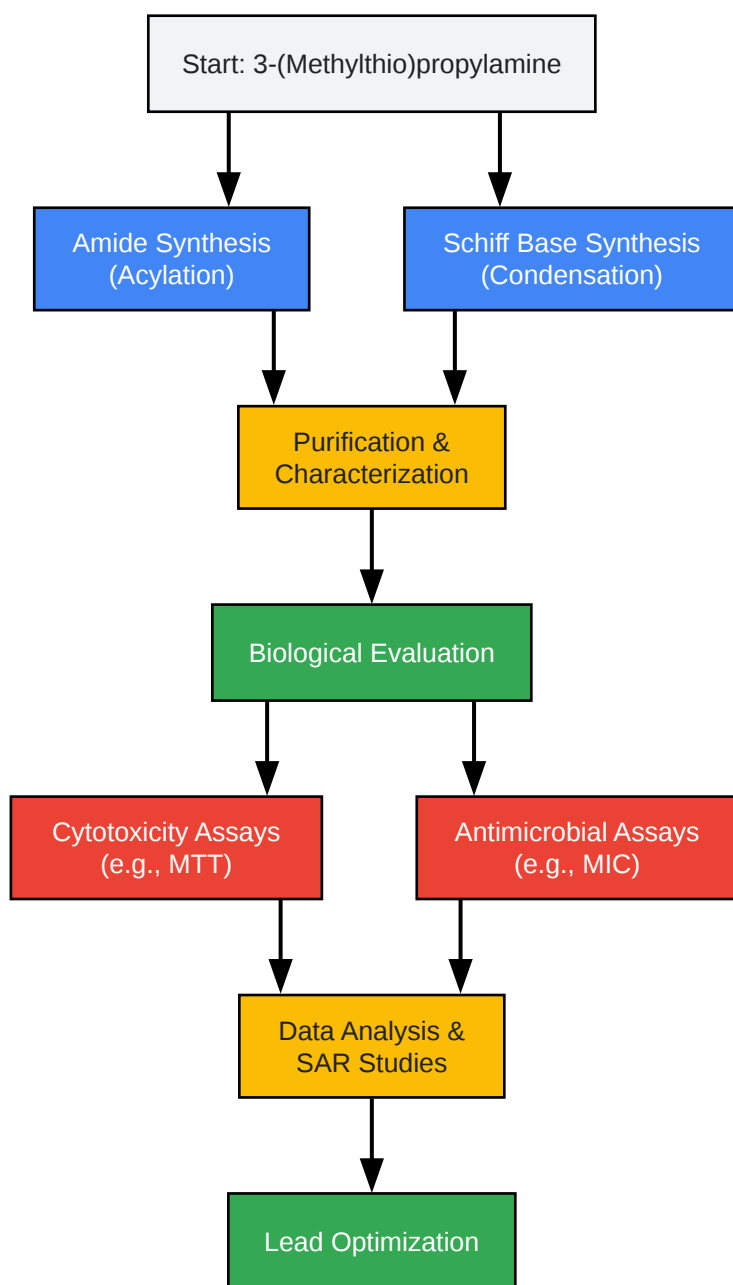 Start: 3-(Methylthio)propylamine
Amide Synthesis
(Acylation)
Schiff Base Synthesis
(Condensation)
Purification &
Characterization
Biological Evaluation
Cytotoxicity Assays
(e.g., MTT)
Antimicrobial Assays
(e.g., MIC)
Data Analysis &
SAR Studies
Lead Optimization